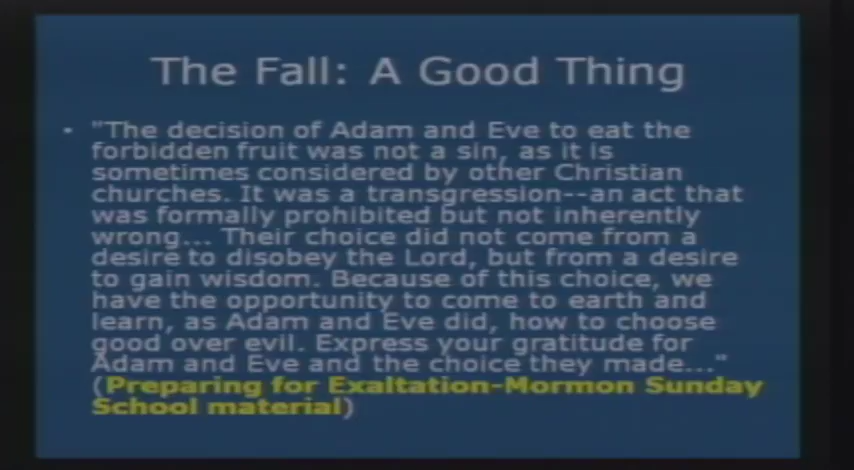 The Fall: A Good Thing
• "The decision of Adam and Eve to eat the
forbidden fruit was not a sin, as it is
sometimes considered by other Christian
churches. It was a transgression--an act that
was formally prohibited but not inherently
wrong... Their choice did not come from a
desire to disobey the Lord, but from a desire
to gain wisdom. Because of this choice, we
have the opportunity to come to earth and
learn, as Adam and Eve did, how to choose
good over evil. Express your gratitude for
Adam and Eve and the choice they made..."
(Preparing for Exaltation-Mormon Sunday
School material)